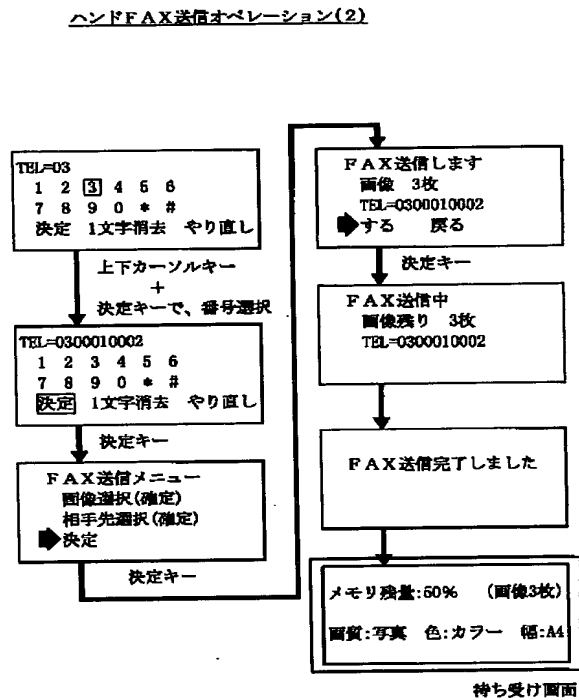 ハンドFAX送信オペレーション(2)
TEL=03
1 2 3 4 5 6
7 8 9 0 * #
決定 1文字消去 やり直し
上下カーソルキー
+
決定キーで、番号選択
TEL=0300010002
1 2 3 4 5 6
7 8 9 0 * #
決定 1文字消去 やり直し
決定キー
FAX送信メニュー
画像選択(確定)
相手先選択(確定)
決定
決定キー
FAX送信します
画像 3枚
TEL=0300010002
する 戻る
決定キー
FAX送信中
画像残り 3枚
TEL=0300010002
FAX送信完了しました
メモリ残量:50% (画像3枚)
画質:写真 色:カラー 幅:A4
待ち受け画面